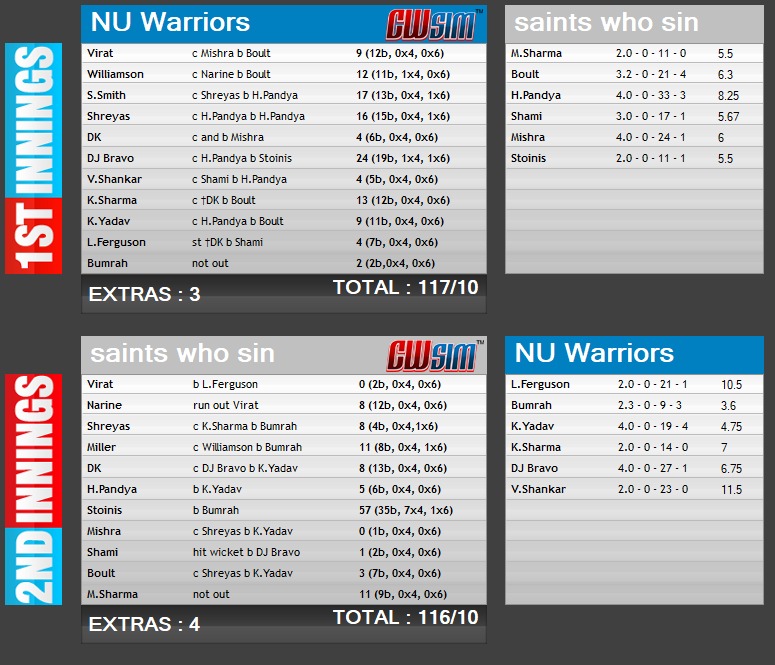 1ST INNINGS
NU Warriors CWSIM™
Virat c Mishra b Boult 9 (12b, 0x4, 0x6)
Williamson c Narine b Boult 12 (11b, 1x4, 0x6)
S.Smith c Shreyas b H.Pandya 17 (13b, 0x4, 1x6)
Shreyas c H.Pandya b H.Pandya 16 (15b, 0x4, 1x6)
DK c and b Mishra 4 (6b, 0x4, 0x6)
DJ Bravo c H.Pandya b Stoinis 24 (19b, 1x4, 1x6)
V.Shankar c Shami b H.Pandya 4 (5b, 0x4, 0x6)
K.Sharma c †DK b Boult 13 (12b, 0x4, 0x6)
K.Yadav c H.Pandya b Boult 9 (11b, 0x4, 0x6)
L.Ferguson st †DK b Shami 4 (7b, 0x4, 0x6)
Bumrah not out 2 (2b,0x4, 0x6)
EXTRAS : 3 TOTAL : 117/10
saints who sin
M.Sharma 2.0 - 0 - 11 - 0 5.5
Boult 3.2 - 0 - 21 - 4 6.3
H.Pandya 4.0 - 0 - 33 - 3 8.25
Shami 3.0 - 0 - 17 - 1 5.67
Mishra 4.0 - 0 - 24 - 1 6
Stoinis 2.0 - 0 - 11 - 1 5.5
2ND INNINGS
saints who sin CWSIM™
Virat b L.Ferguson 0 (2b, 0x4, 0x6)
Narine run out Virat 8 (12b, 0x4, 0x6)
Shreyas c K.Sharma b Bumrah 8 (4b, 0x4,1x6)
Miller c Williamson b Bumrah 11 (8b, 0x4, 1x6)
DK c DJ Bravo b K.Yadav 8 (13b, 0x4, 0x6)
H.Pandya b K.Yadav 5 (6b, 0x4, 0x6)
Stoinis b Bumrah 57 (35b, 7x4, 1x6)
Mishra c Shreyas b K.Yadav 0 (1b, 0x4, 0x6)
Shami hit wicket b DJ Bravo 1 (2b, 0x4, 0x6)
Boult c Shreyas b K.Yadav 3 (7b, 0x4, 0x6)
M.Sharma not out 11 (9b, 0x4, 0x6)
EXTRAS : 4 TOTAL : 116/10
NU Warriors
L.Ferguson 2.0 - 0 - 21 - 1 10.5
Bumrah 2.3 - 0 - 9 - 3 3.6
K.Yadav 4.0 - 0 - 19 - 4 4.75
K.Sharma 2.0 - 0 - 14 - 0 7
DJ Bravo 4.0 - 0 - 27 - 1 6.75
V.Shankar 2.0 - 0 - 23 - 0 11.5